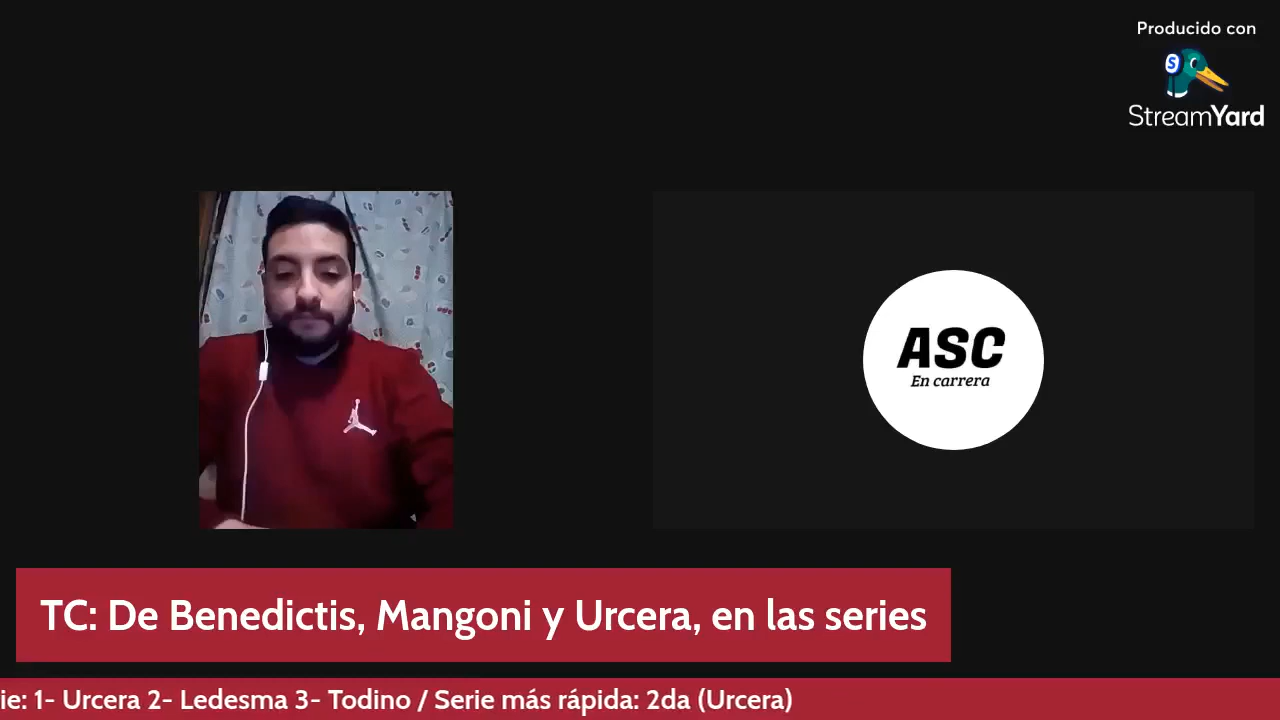 Producido con
S
StreamYard
ASC
En carrera
TC: De Benedictis, Mangoni y Urcera, en las series
ie: 1- Urcera 2- Ledesma 3- Todino / Serie más rápida: 2da (Urcera)